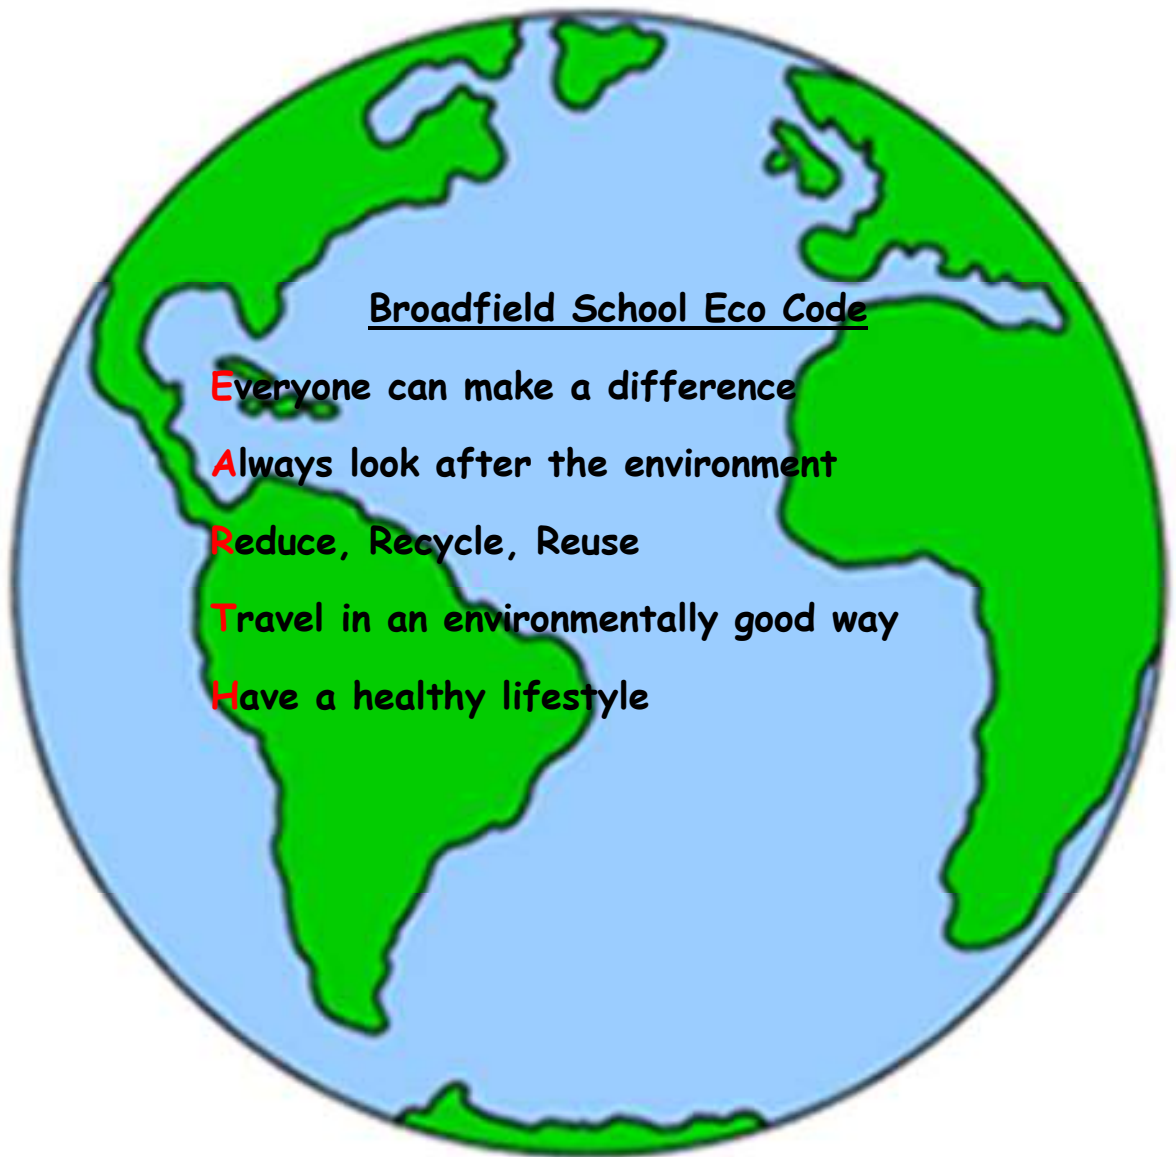 Broadfield School Eco Code
Everyone can make a difference
Always look after the environment
Reduce, Recycle, Reuse
Travel in an environmentally good way
Have a healthy lifestyle